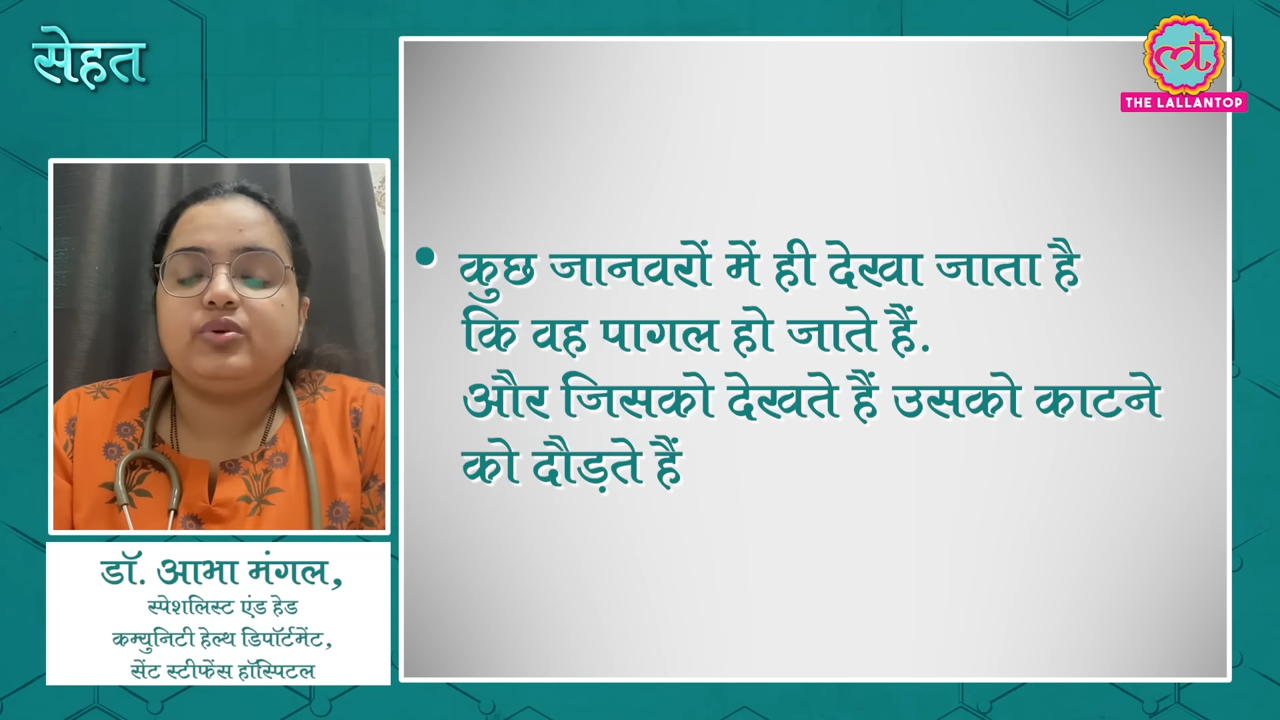 सेहत
THE LALLANTOP
• कुछ जानवरों में ही देखा जाता है
कि वह पागल हो जाते हैं.
और जिसको देखते हैं उसको काटने
को दौड़ते हैं
डॉ. आभा मंगल,
स्पेशलिस्ट एंड हेड
कम्युनिटी हेल्थ डिपॉर्टमेंट,
सेंट स्टीफेंस हॉस्पिटल